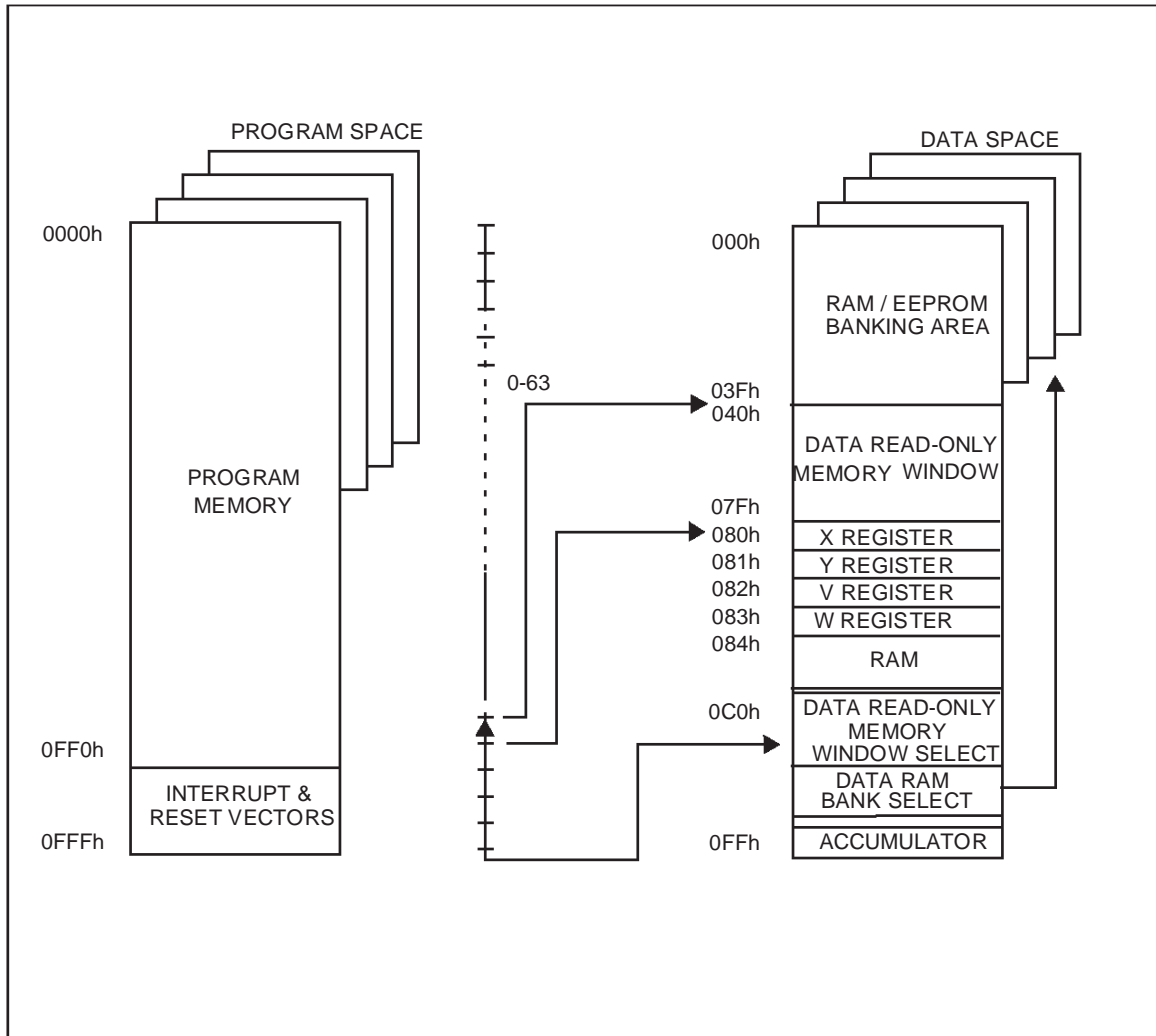 PROGRAM SPACE
0000h
PROGRAM
MEMORY
0FF0h
INTERRUPT &
RESET VECTORS
0FFFh
0-63
DATA SPACE
000h
RAM / EEPROM
BANKING AREA
03Fh
040h
DATA READ-ONLY
MEMORY WINDOW
07Fh
080h
X REGISTER
081h
Y REGISTER
082h
V REGISTER
083h
W REGISTER
084h
RAM
0C0h
DATA READ-ONLY
MEMORY
WINDOW SELECT
DATA RAM
BANK SELECT
0FFh
ACCUMULATOR